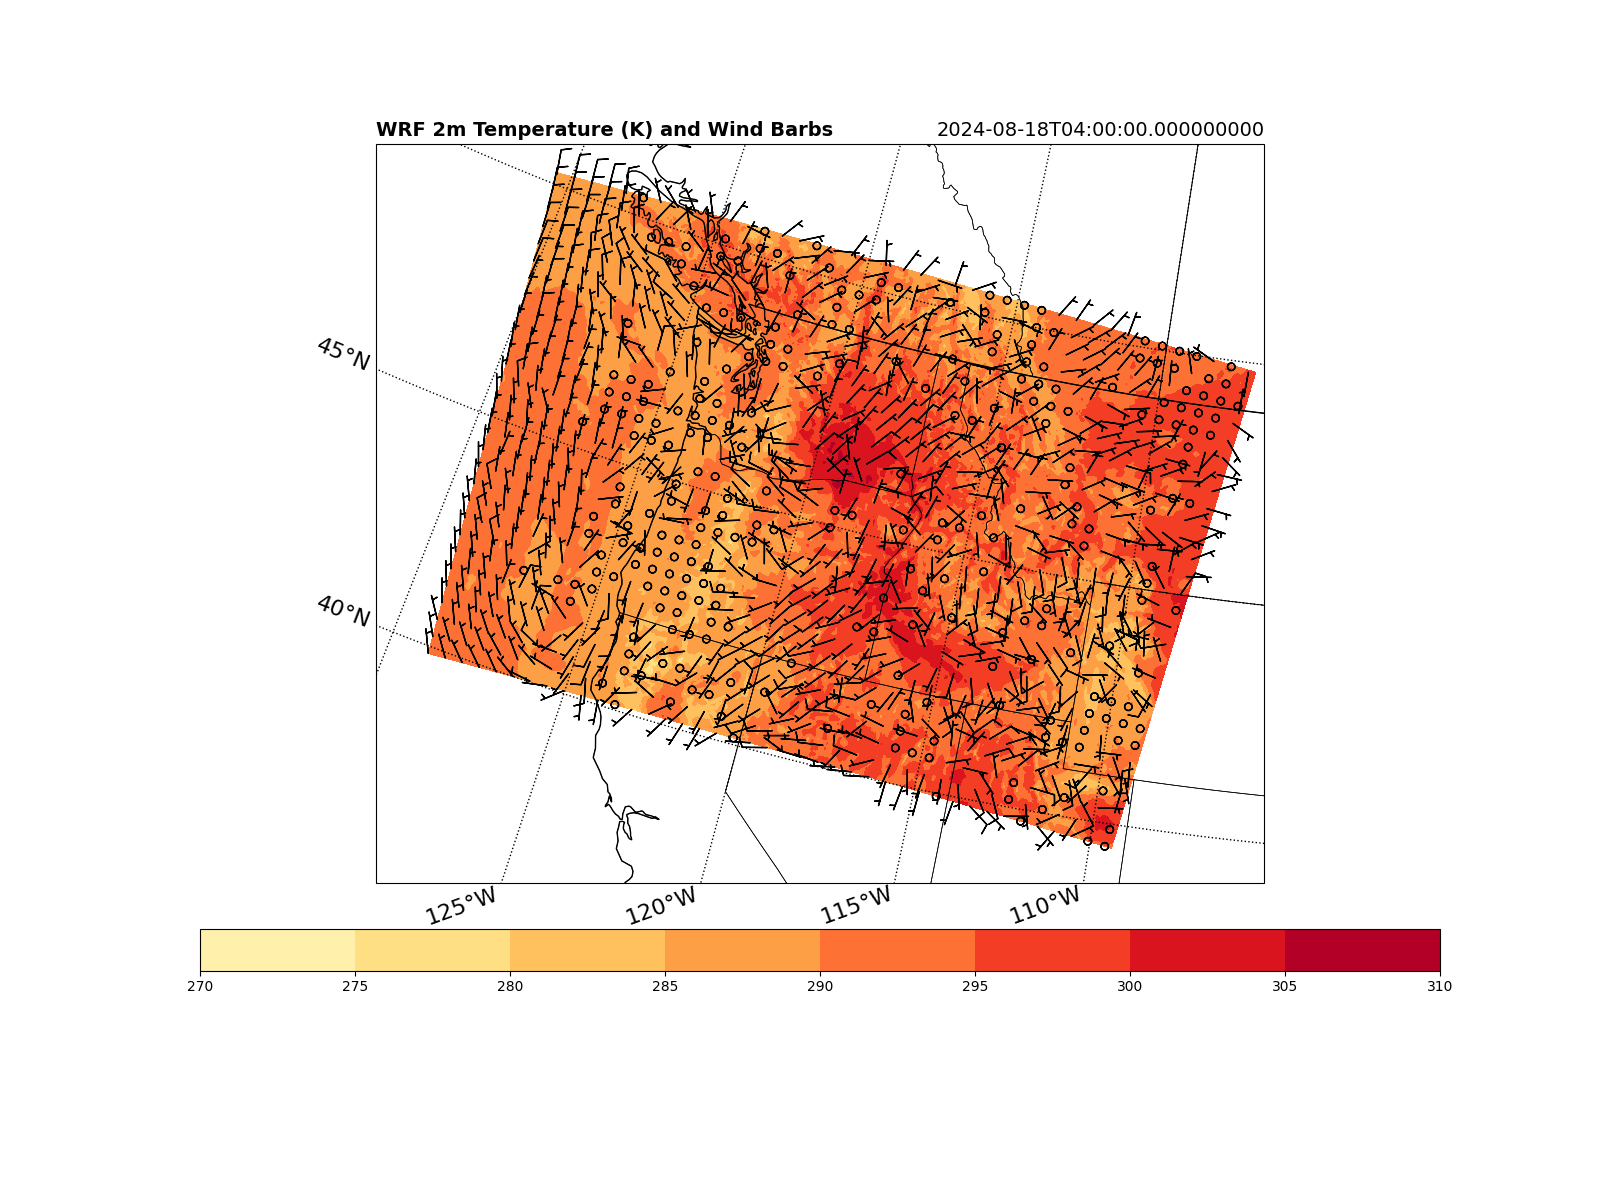 WRF 2m Temperature (K) and Wind Barbs 2024-08-18T04:00:00.000000000
45°N
40°N
125°W 120°W 115°W 110°W
270 275 280 285 290 295 300 305 310